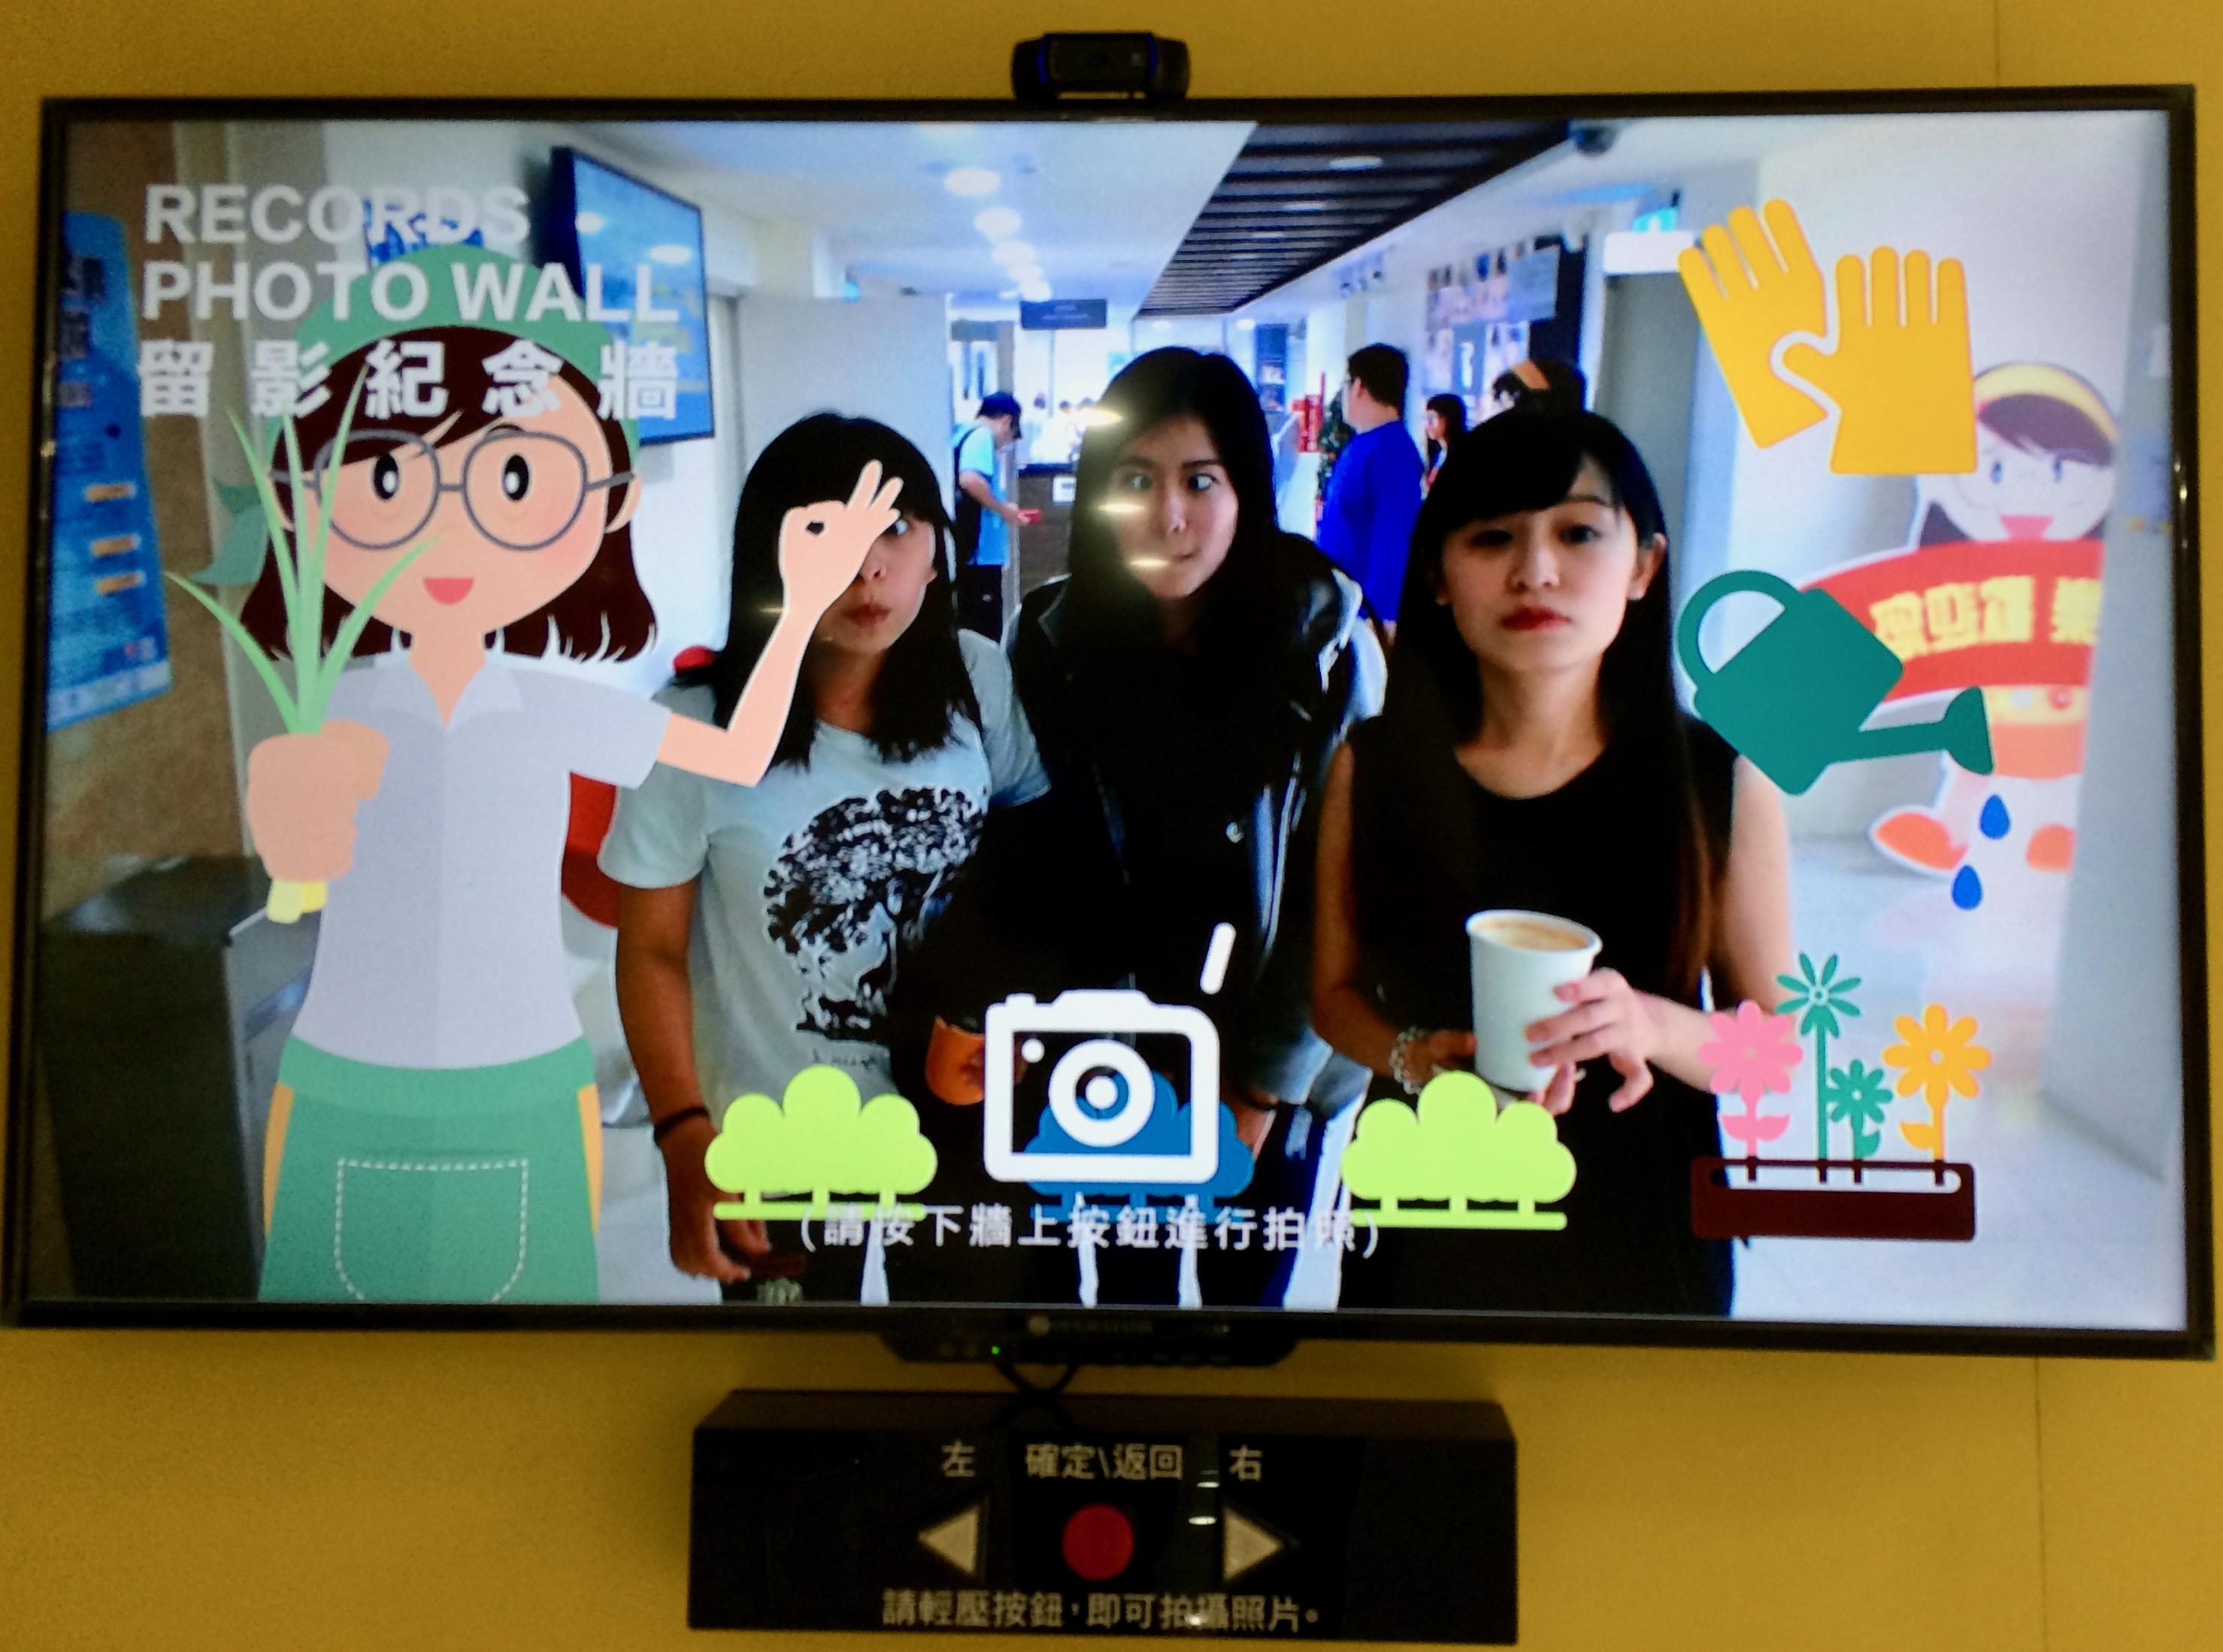 RECORDS
PHOTO WALL
留影紀念牆
(請按下牆上按鈕進行拍照)
左 確定\返回 右
請輕壓按鈕，即可拍攝照片。